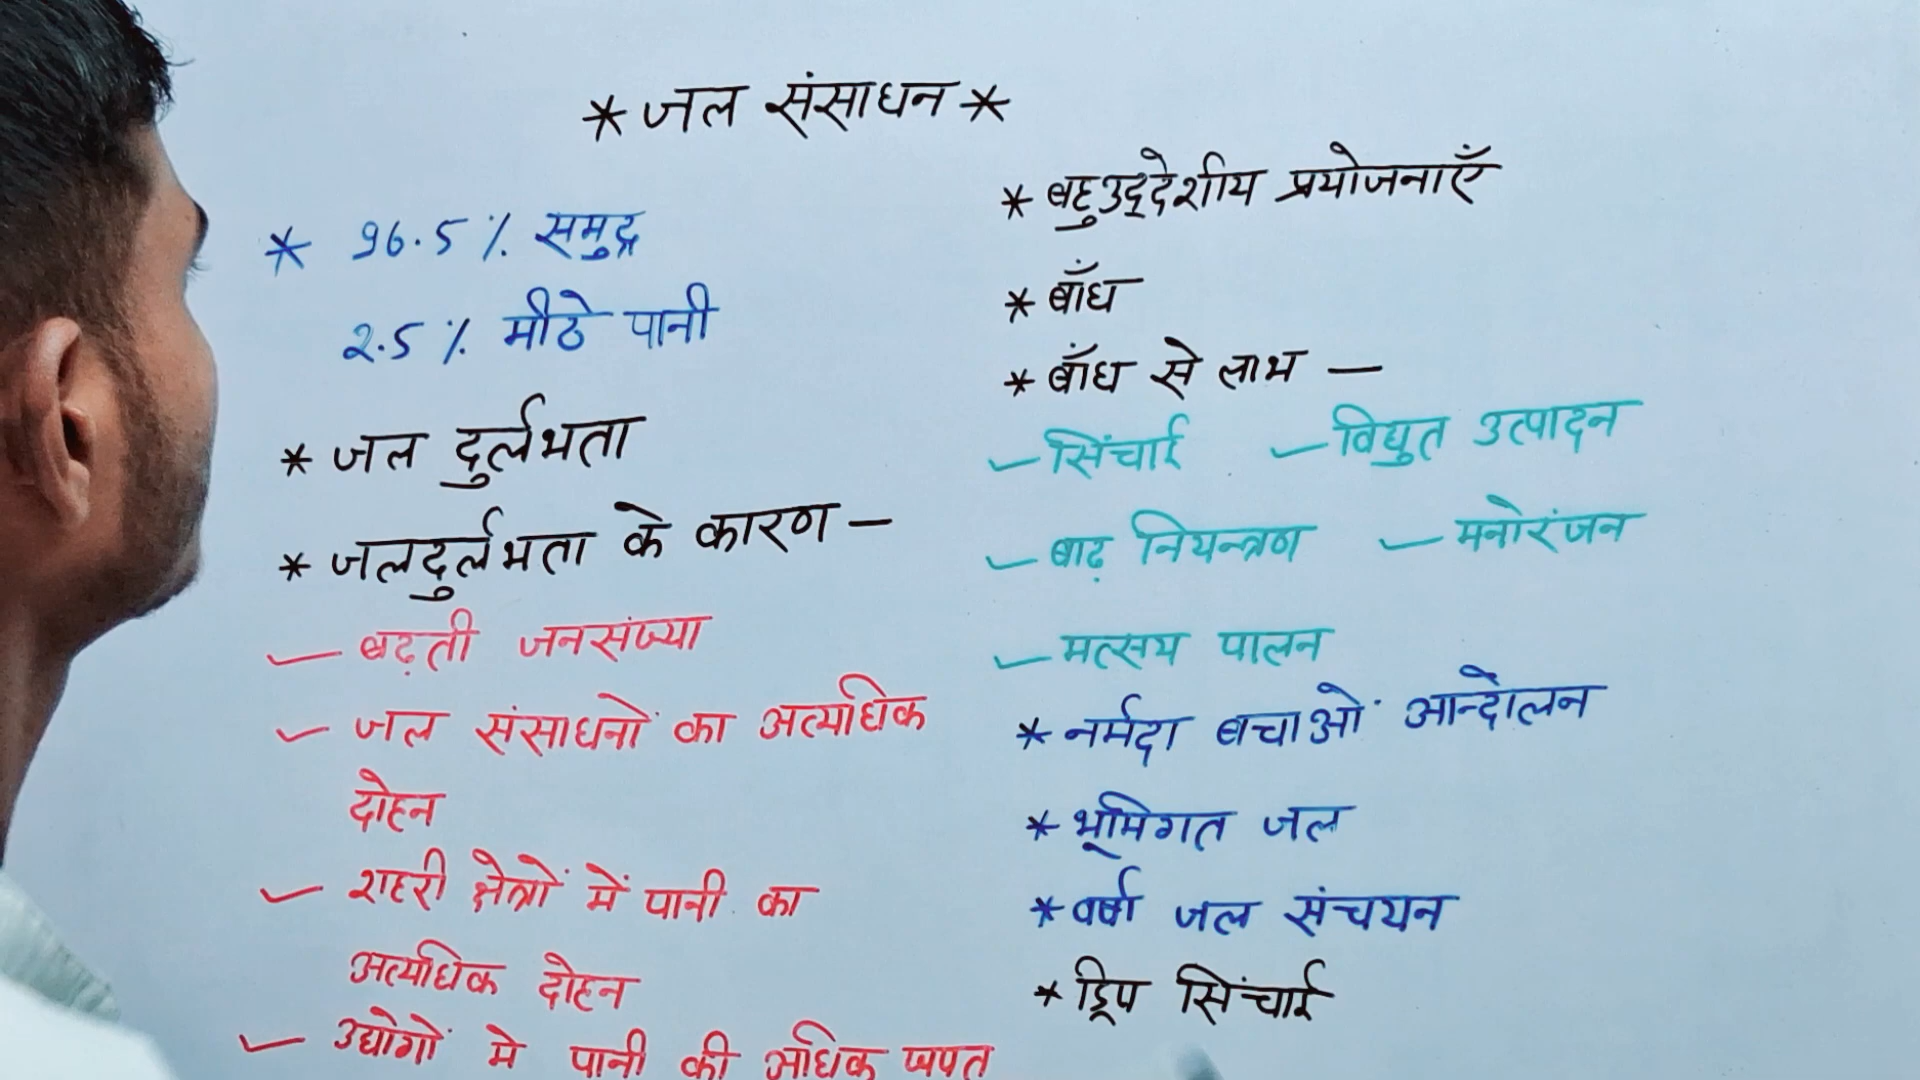 * जल संसाधन *
* 96.5% समुद्र
2.5% मीठे पानी
* जल दुर्लभता
* जलदुर्लभता के कारण –
– बढ़ती जनसंख्या
– जल संसाधनों का अत्यधिक
दोहन
– शहरी क्षेत्रों में पानी का
अत्यधिक दोहन
– उद्योगों मे पानी की अधिक खपत
* बहुउद्देशीय प्रयोजनाएँ
* बाँध
* बाँध से लाभ –
– सिंचाई – विद्युत उत्पादन
– बाढ़ नियन्त्रण – मनोरंजन
– मत्सय पालन
* नर्मदा बचाओं आन्दोलन
* भूमिगत जल
* वर्षा जल संचयन
* ड्रिप सिंचाई